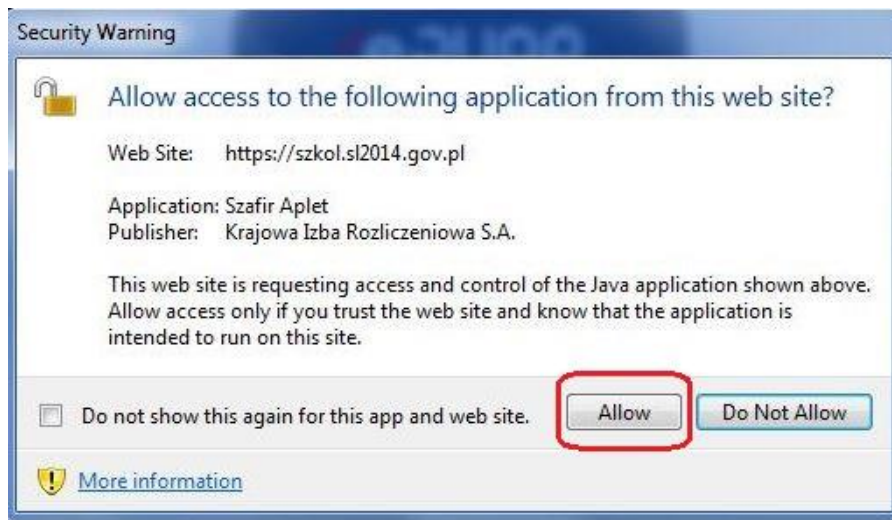 Security Warning
Allow access to the following application from this web site?
Web Site: https://szkol.sl2014.gov.pl
Application: Szafir Aplet
Publisher: Krajowa Izba Rozliczeniowa S.A.
This web site is requesting access and control of the Java application shown above.
Allow access only if you trust the web site and know that the application is
intended to run on this site.
Do not show this again for this app and web site. Allow Do Not Allow
More information